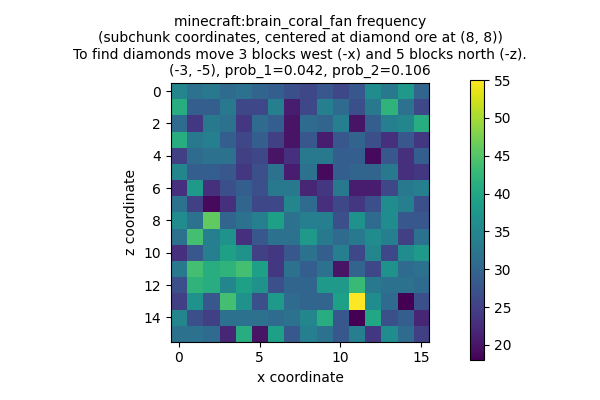 minecraft:brain_coral_fan frequency
(subchunk coordinates, centered at diamond ore at (8, 8))
To find diamonds move 3 blocks west (-x) and 5 blocks north (-z).
(-3, -5), prob_1=0.042, prob_2=0.106
0
2
4
6
8
10
12
14
z coordinate
0 5 10 15
x coordinate
55
50
45
40
35
30
25
20